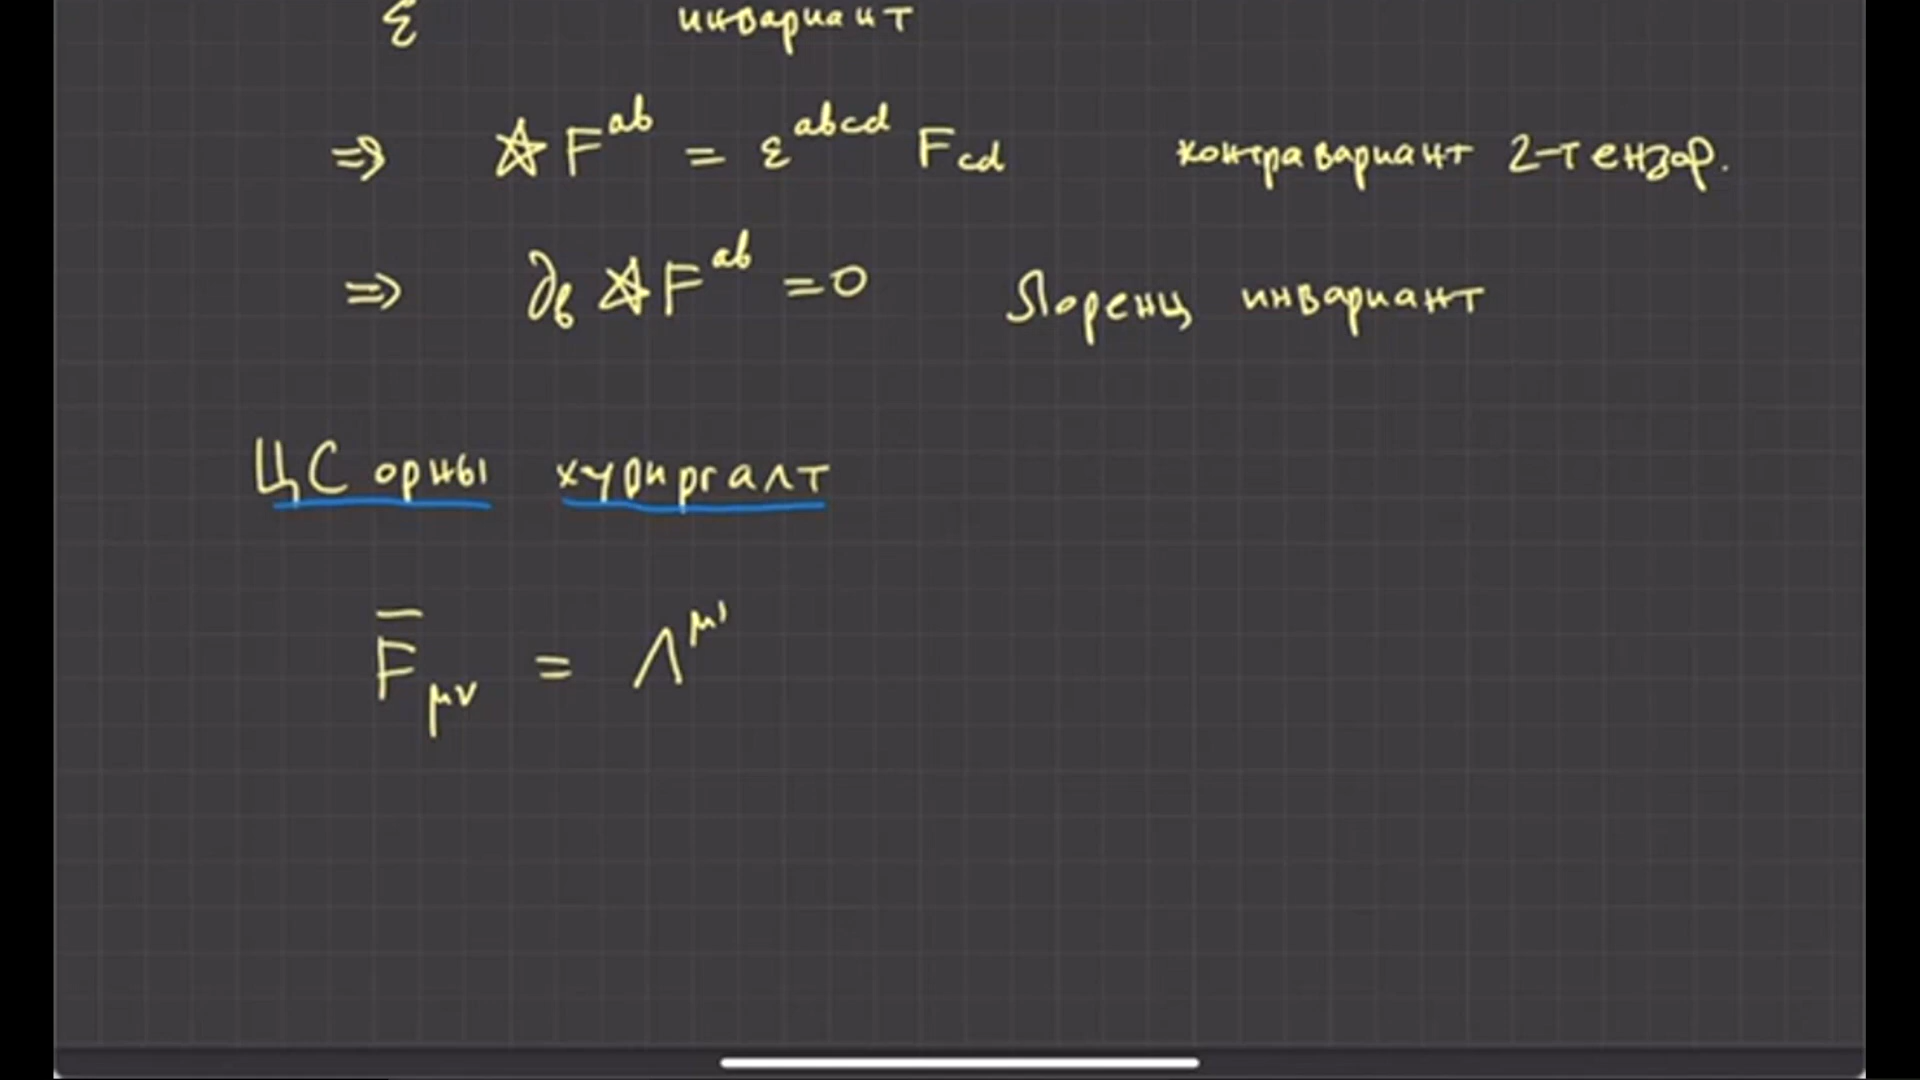 ε инвариант
⇒ ☆F^{ab} = ε^{abcd} F_{cd} контравариант 2-тензор.
⇒ ∂_b ☆F^{ab} = 0 Лоренц инвариант
ЦС орны хувиргалт
F̅_{μν} = Λ^{μ'}